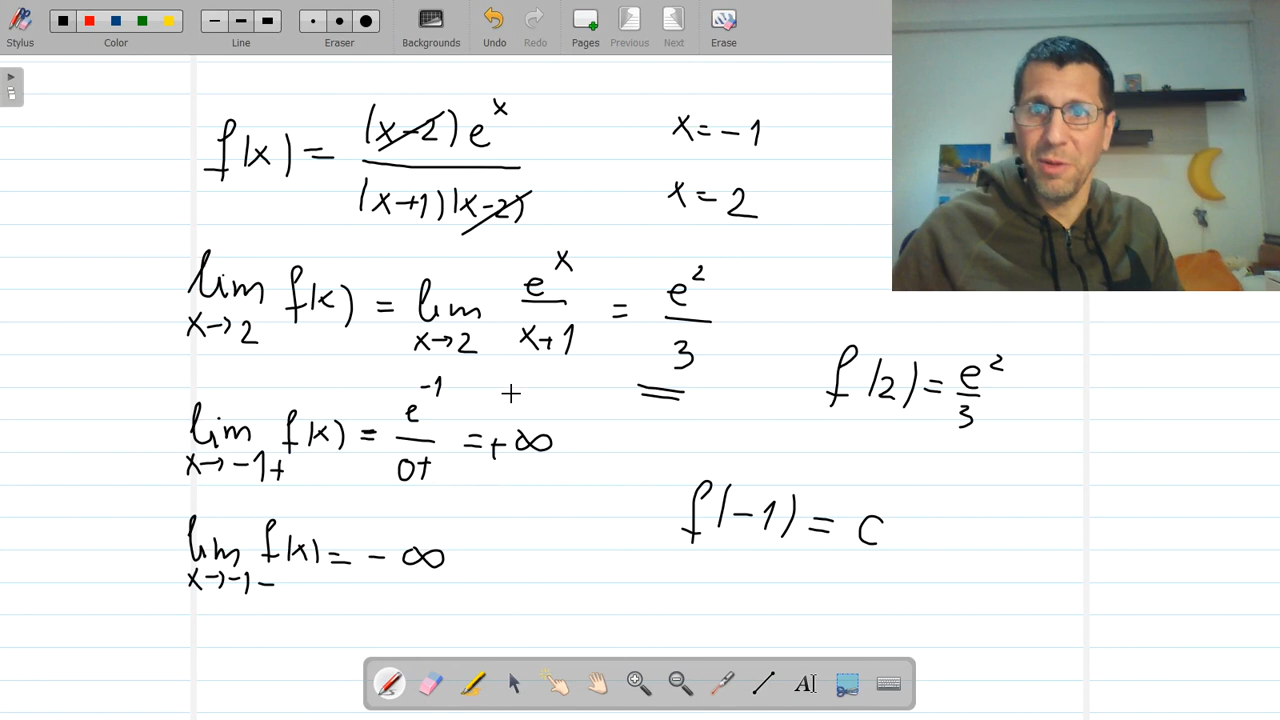 Stylus Color Line Eraser Backgrounds Undo Redo Pages Previous Next Erase
f(x) = (x-2)e^x / (x+1)(x-2)
x = -1
x = 2
lim x→2 f(x) = lim x→2 e^x / x+1 = e^2 / 3
f(2) = e^2 / 3
lim x→-1+ f(x) = e^-1 / 0+ = +∞
f(-1) = c
lim x→-1- f(x) = -∞